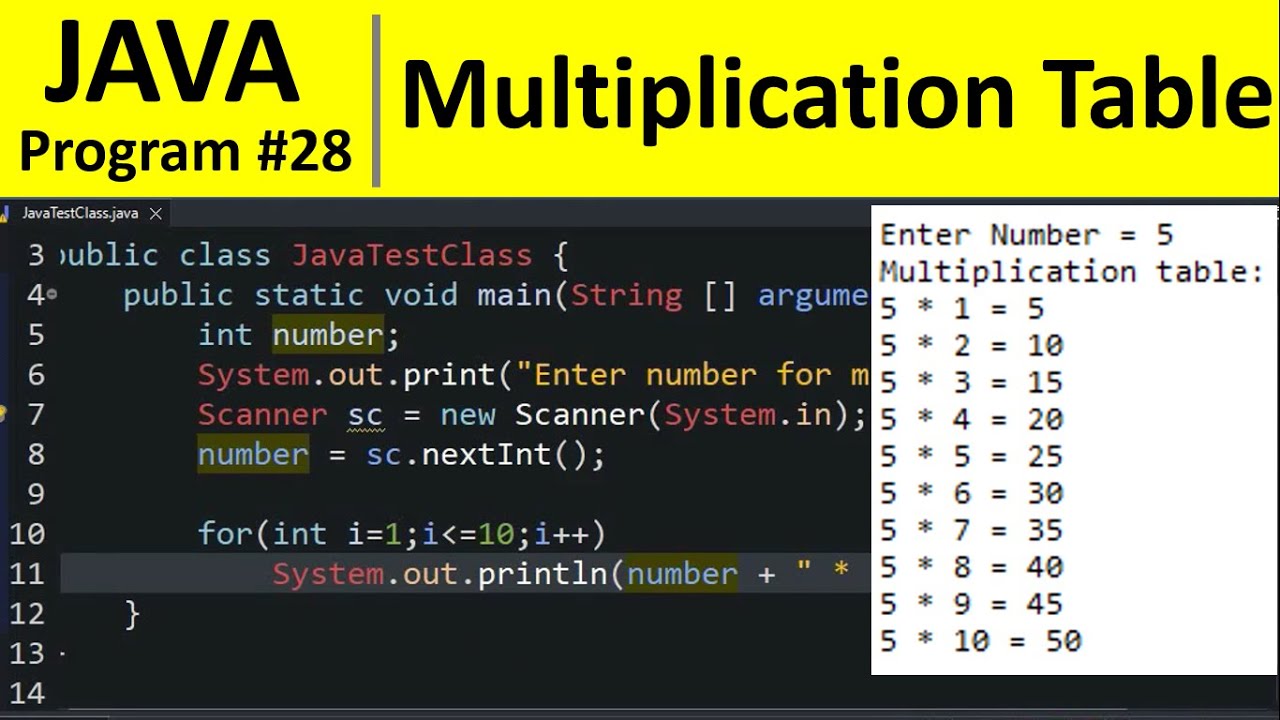 JAVA
Program #28
Multiplication Table
JavaTestClass.java
3 public class JavaTestClass {
4 public static void main(String [] argume
5 int number;
6 System.out.print("Enter number for m
7 Scanner sc = new Scanner(System.in);
8 number = sc.nextInt();
9
10 for(int i=1;i<=10;i++)
11 System.out.println(number + " *
12 }
13
14
Enter Number = 5
Multiplication table:
5 * 1 = 5
5 * 2 = 10
5 * 3 = 15
5 * 4 = 20
5 * 5 = 25
5 * 6 = 30
5 * 7 = 35
5 * 8 = 40
5 * 9 = 45
5 * 10 = 50